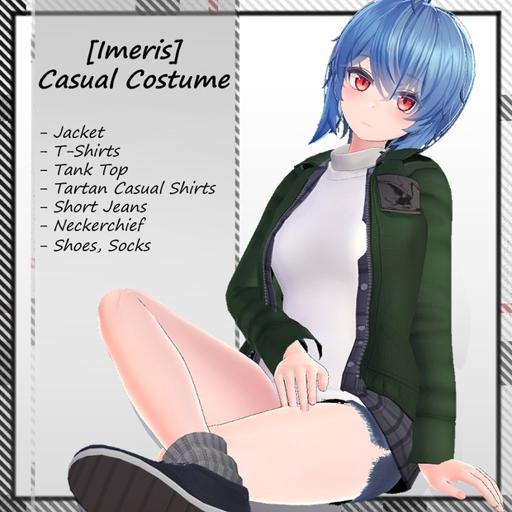 [Imeris]
Casual Costume
- Jacket
- T-Shirts
- Tank Top
- Tartan Casual Shirts
- Short Jeans
- Neckerchief
- Shoes, Socks